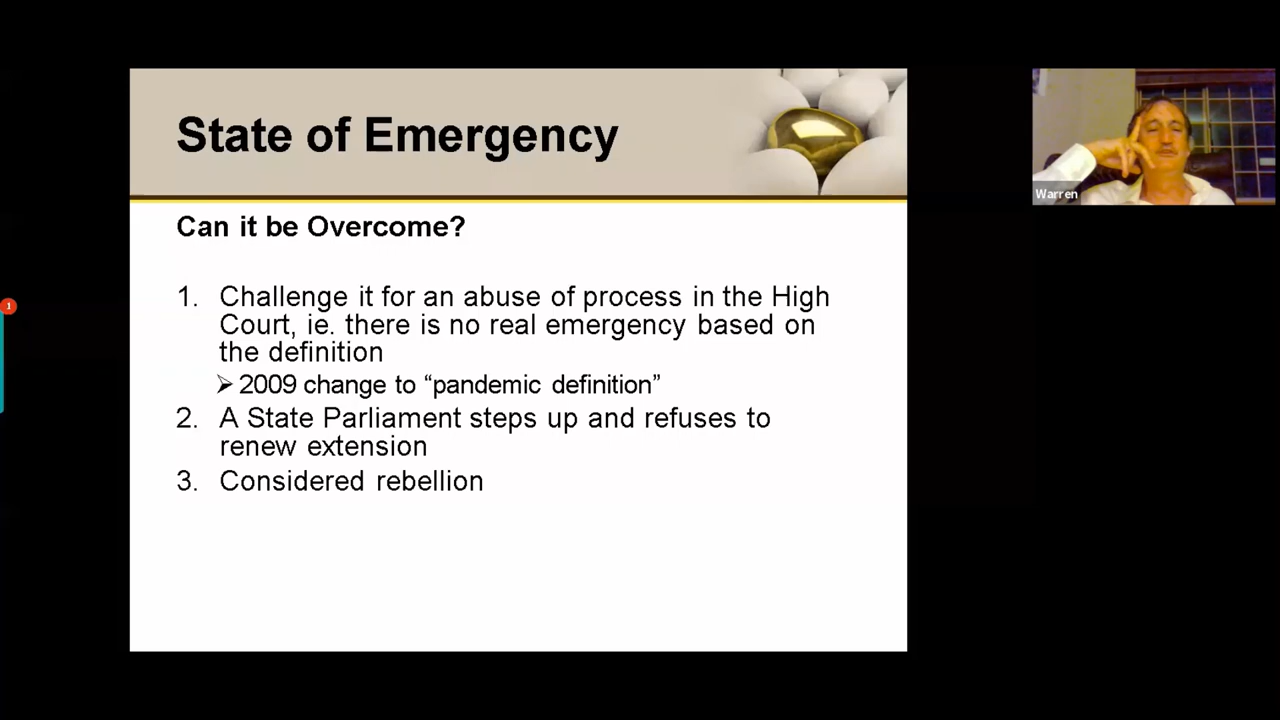 State of Emergency
Can it be Overcome?
1. Challenge it for an abuse of process in the High
Court, ie. there is no real emergency based on
the definition
➢ 2009 change to “pandemic definition”
2. A State Parliament steps up and refuses to
renew extension
3. Considered rebellion
Warren
1